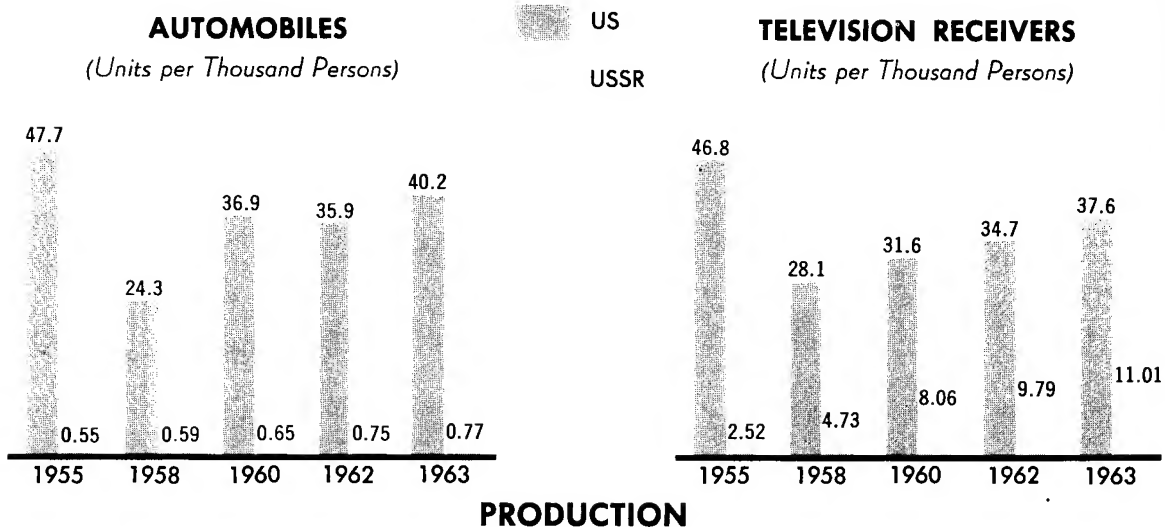 AUTOMOBILES
(Units per Thousand Persons)
US
USSR
TELEVISION RECEIVERS
(Units per Thousand Persons)
47.7
24.3
36.9
35.9
40.2
0.55
0.59
0.65
0.75
0.77
1955 1958 1960 1962 1963
46.8
28.1
31.6
34.7
37.6
2.52
4.73
8.06
9.79
11.01
1955 1958 1960 1962 1963
PRODUCTION